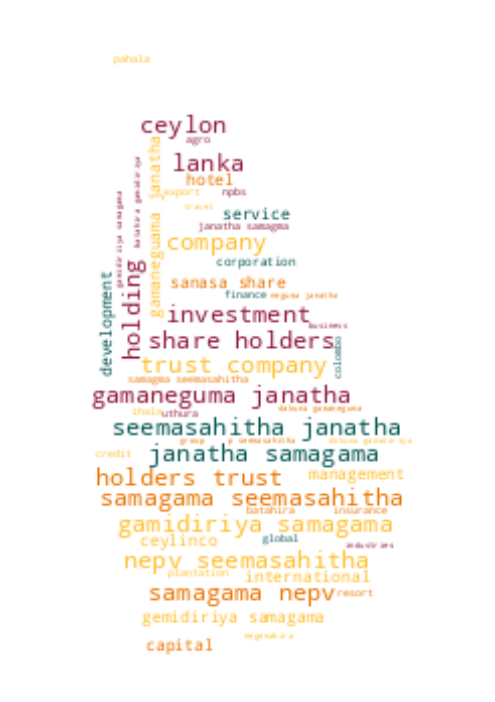 pahala
ceylon
agro
lanka
hotel
export
npbs
travel
service
janatha samagma
company
corporation
gamaneguama janatha
batahira gamidiriya
gamidiriya samagama
holding
development
sanasa share
finance
neguma janatha
investment
business
share holders
colombo
trust company
samagma seemasahitha
gamaneguma janatha
ihala
uthura
dakuna gamaneguma
seemasahitha janatha
group
p seemasahitha
dakuna gamidiriya
credit
janatha samagama
holders trust
management
samagama seemasahitha
batahira
insurance
gamidiriya samagama
ceylinco
global
industries
nepv seemasahitha
plantation
international
samagama nepv
resort
gemidiriya samagama
capital